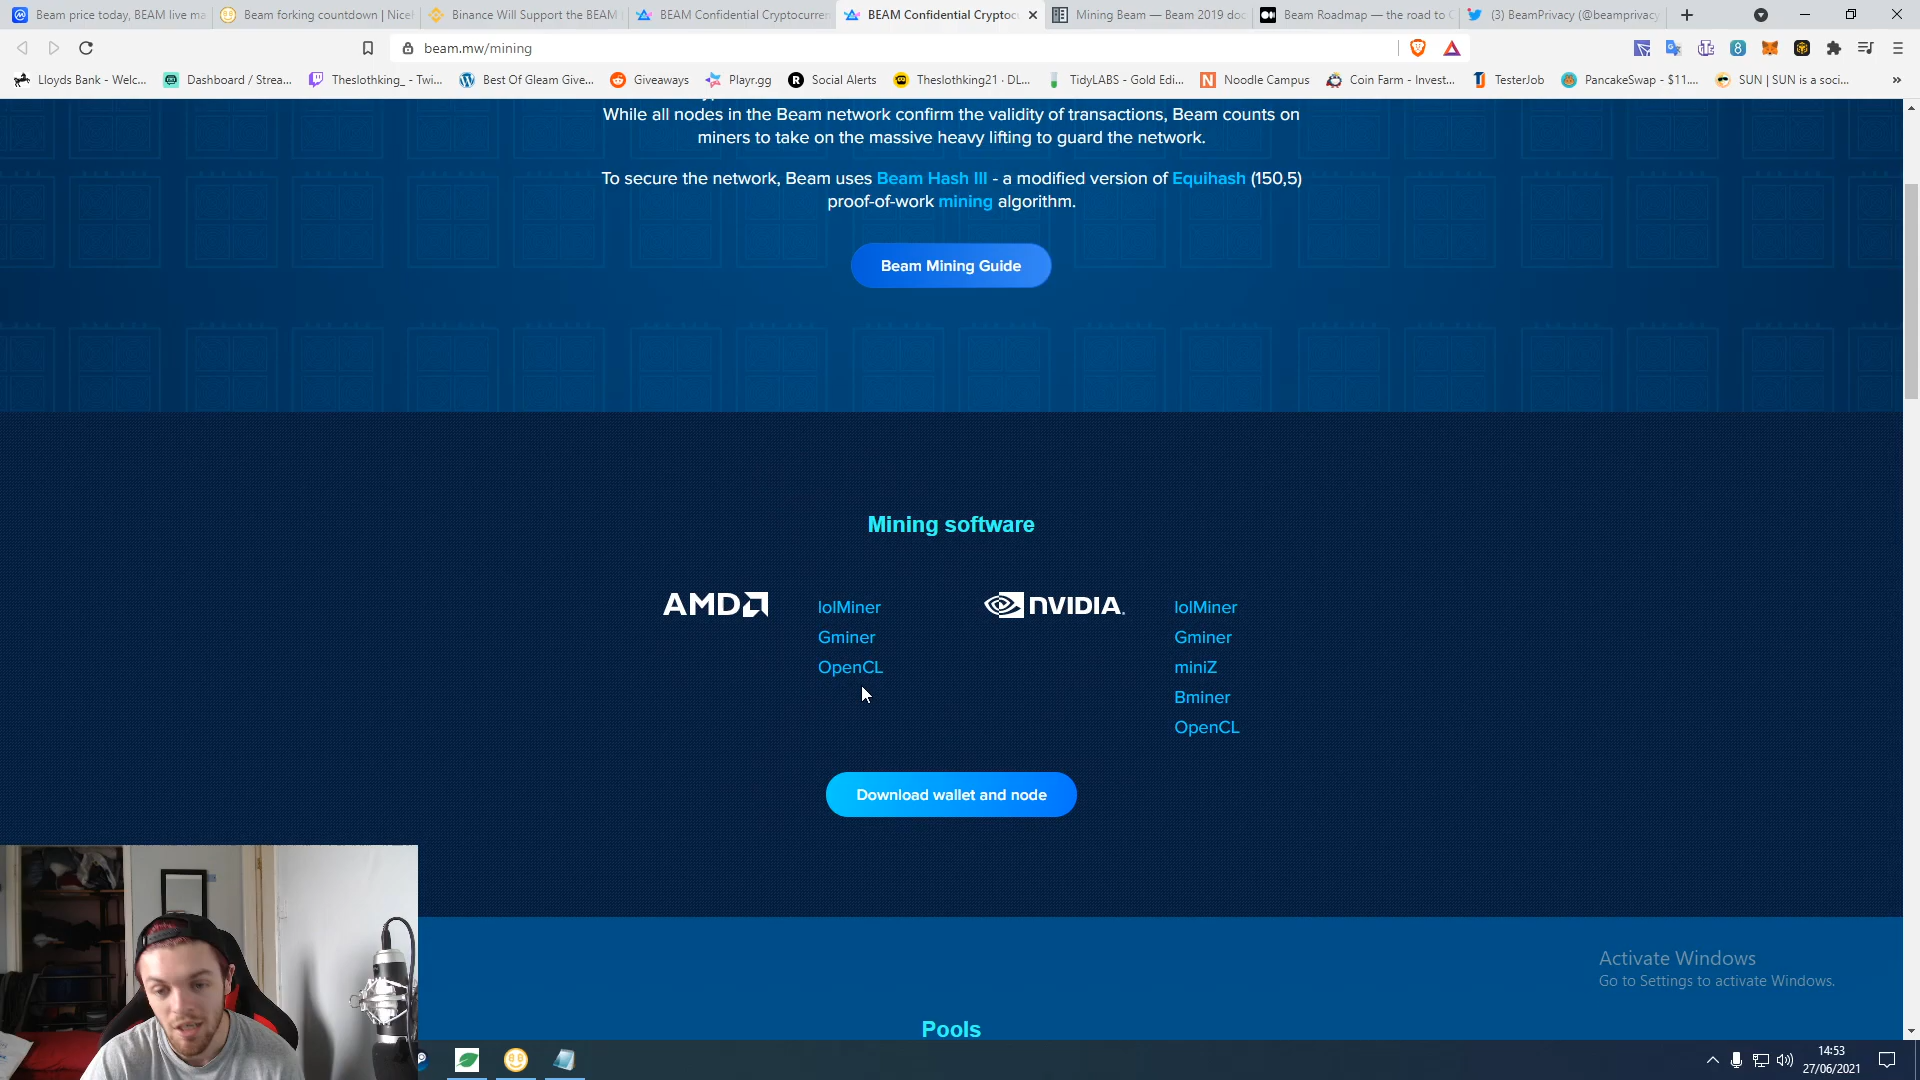 Beam price today, BEAM live ma
Beam forking countdown | Niceh
Binance Will Support the BEAM
BEAM Confidential Cryptocurren
BEAM Confidential Cryptoc
Mining Beam — Beam 2019 doc
Beam Roadmap — the road to
(3) BeamPrivacy (@beamprivacy
beam.mw/mining
Lloyds Bank - Welc...
Dashboard / Strea...
Theslothking_ - Twi...
Best Of Gleam Give...
Giveaways
Playr.gg
Social Alerts
Theslothking21 · DL...
TidyLABS - Gold Edi...
Noodle Campus
Coin Farm - Invest...
TesterJob
PancakeSwap - $11....
SUN | SUN is a soci...
While all nodes in the Beam network confirm the validity of transactions, Beam counts on
miners to take on the massive heavy lifting to guard the network.
To secure the network, Beam uses Beam Hash III - a modified version of Equihash (150,5)
proof-of-work mining algorithm.
Beam Mining Guide
Mining software
AMD
lolMiner
Gminer
OpenCL
NVIDIA.
lolMiner
Gminer
miniZ
Bminer
OpenCL
Download wallet and node
Activate Windows
Go to Settings to activate Windows.
Pools
14:53
27/06/2021